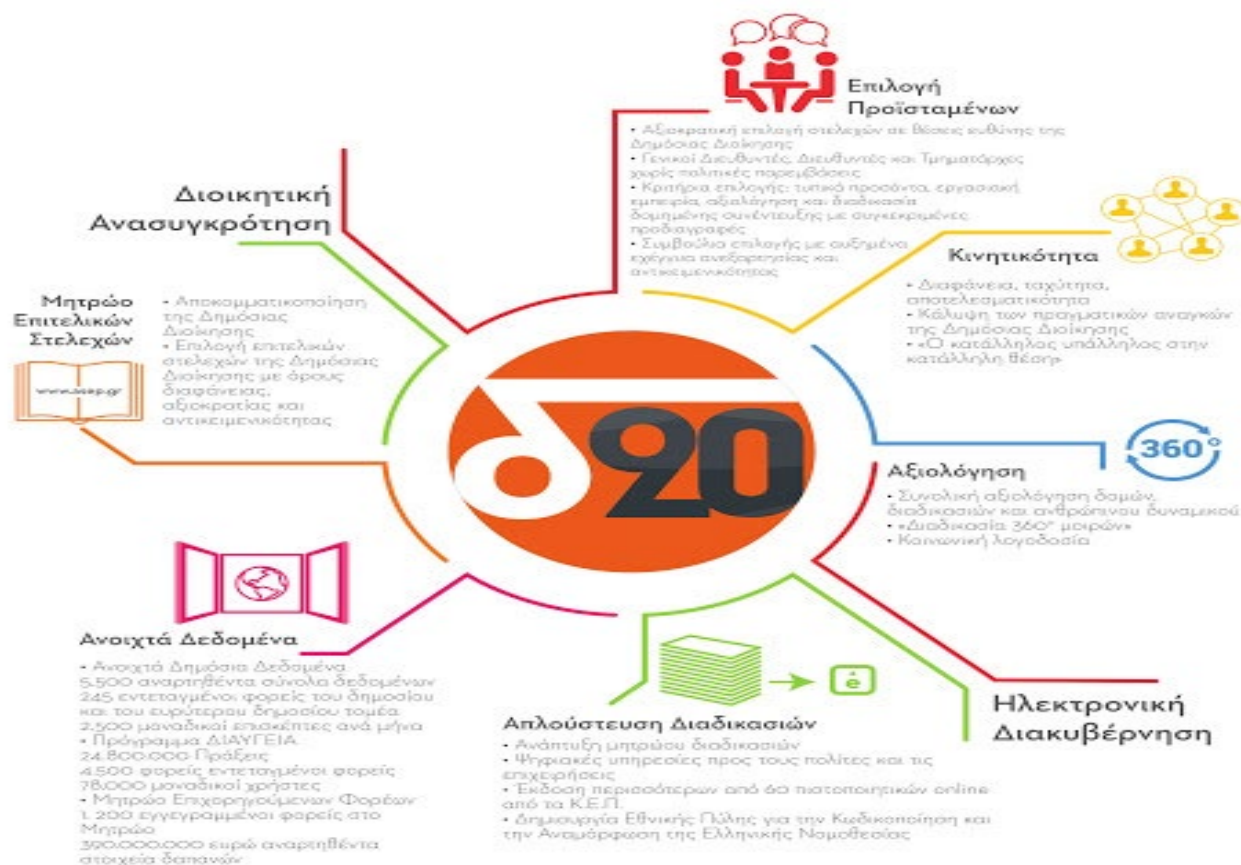 Επιλογή
Προϊσταμένων
• Αξιοκρατική επιλογή στελεχών σε θέσεις ευθύνης της
Δημόσιας Διοίκησης
• Γενικοί Διευθυντές, Διευθυντές και Τμηματάρχες
χωρίς πολιτικές παρεμβάσεις
• Κριτήρια επιλογής: τυπικά προσόντα, εργασιακή
εμπειρία, αξιολόγηση και διαδικασία
δομημένης συνέντευξης με συγκεκριμένες
προδιαγραφές
• Συμβούλια επιλογής με αυξημένα
εχέγγυα ανεξαρτησίας και
αντικειμενικότητας
Διοικητική
Ανασυγκρότηση
Κινητικότητα
• Διαφάνεια, ταχύτητα,
αποτελεσματικότητα
• Κάλυψη των πραγματικών αναγκών
της Δημόσιας Διοίκησης
• «Ο κατάλληλος υπάλληλος στην
κατάλληλη θέση»
Μητρώο
Επιτελικών
Στελεχών
www.asep.gr
• Αποκομματικοποίηση
της Δημόσιας
Διοίκησης
• Επιλογή επιτελικών
στελεχών της Δημόσιας
Διοίκησης με όρους
διαφάνειας,
αξιοκρατίας και
αντικειμενικότητας
δ20
360°
Αξιολόγηση
• Συνολική αξιολόγηση δομών,
διαδικασιών και ανθρώπινου δυναμικού
• «Διαδικασία 360° μοιρών»
• Κοινωνική λογοδοσία
Ανοιχτά Δεδομένα
• Ανοιχτά Δημόσια Δεδομένα
5.500 αναρτηθέντα σύνολα δεδομένων
245 εντεταγμένοι φορείς του δημοσίου
και του ευρύτερου δημοσίου τομέα
2.500 μοναδικοί επισκέπτες ανά μήνα
• Πρόγραμμα ΔΙΑΥΓΕΙΑ
24.800.000 Πράξεις
4.500 φορείς εντεταγμένοι φορείς
78.000 μοναδικοί χρήστες
• Μητρώο Επιχορηγούμενων Φορέων
1. 200 εγγεγραμμένοι φορείς στο
Μητρώο
390.000.000 ευρώ αναρτηθέντα
στοιχεία δαπανών
ê
Απλούστευση Διαδικασιών
• Ανάπτυξη μητρώου διαδικασιών
• Ψηφιακές υπηρεσίες προς τους πολίτες και τις
επιχειρήσεις
• Έκδοση περισσότερων από 60 πιστοποιητικών online
από τα Κ.Ε.Π.
• Δημιουργία Εθνικής Πύλης για την Κωδικοποίηση και
την Αναμόρφωση της Ελληνικής Νομοθεσίας
Ηλεκτρονική
Διακυβέρνηση